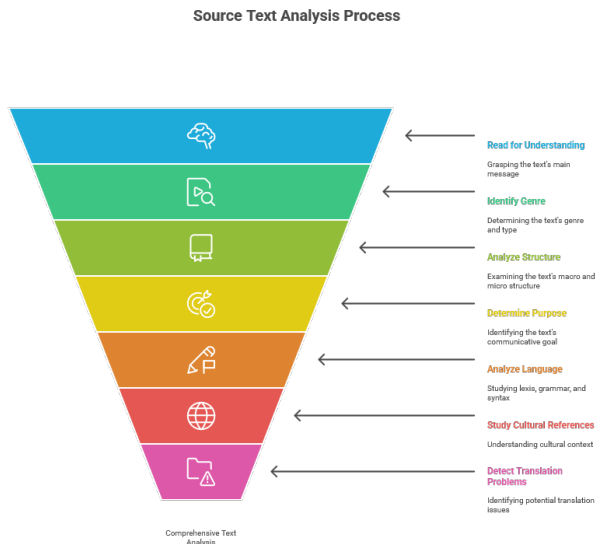 Source Text Analysis Process
Read for Understanding
Grasping the text's main
message
Identify Genre
Determining the text's genre
and type
Analyze Structure
Examining the text's macro and
micro structure
Determine Purpose
Identifying the text's
communicative goal
Analyze Language
Studying lexis, grammar, and
syntax
Study Cultural References
Understanding cultural context
Detect Translation
Problems
Identifying potential translation
issues
Comprehensive Text
Analysis